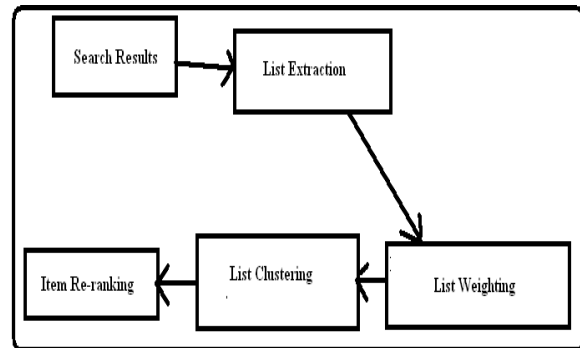 Search Results
List Extraction
List Weighting
List Clustering
Item Re-ranking